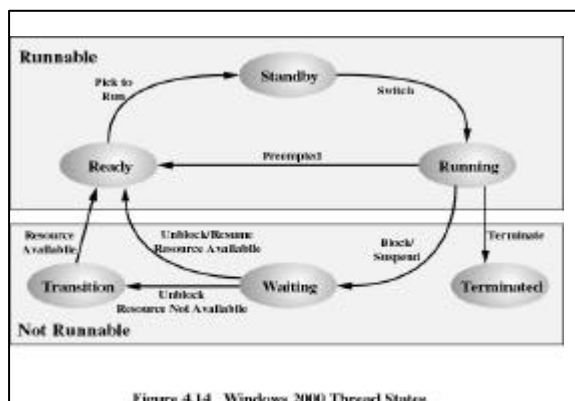 Runnable
Standby
Pick to
Run
Switch
Ready
Preempted
Running
Resource
Available
Unblock/Resume
Resource Available
Block/
Suspend
Terminate
Transition
Waiting
Terminated
Unblock
Resource Not Available
Not Runnable
Figure 4.14 Windows 2000 Thread States